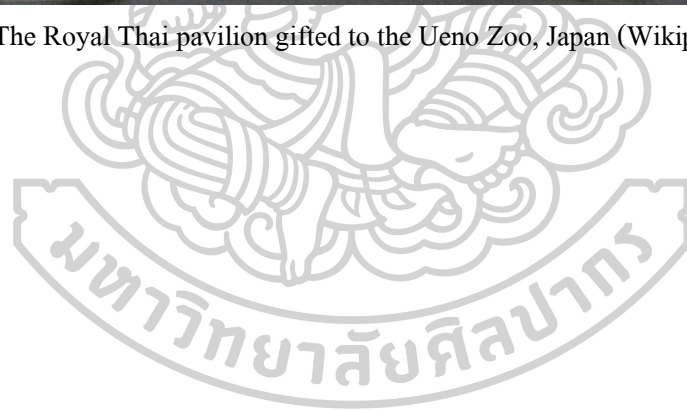 The Royal Thai pavilion gifted to the Ueno Zoo, Japan (Wikip
มหาวิทยาลัยศิลปากร